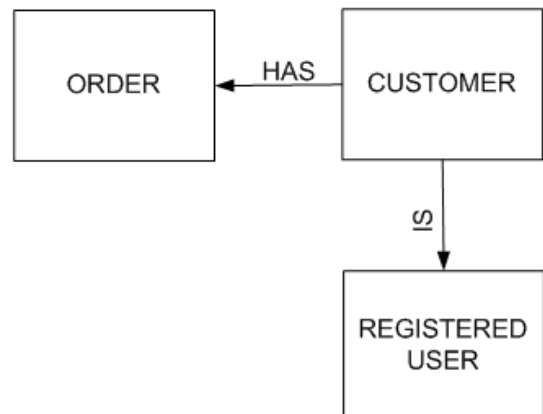 ORDER
HAS
CUSTOMER
IS
REGISTERED
USER